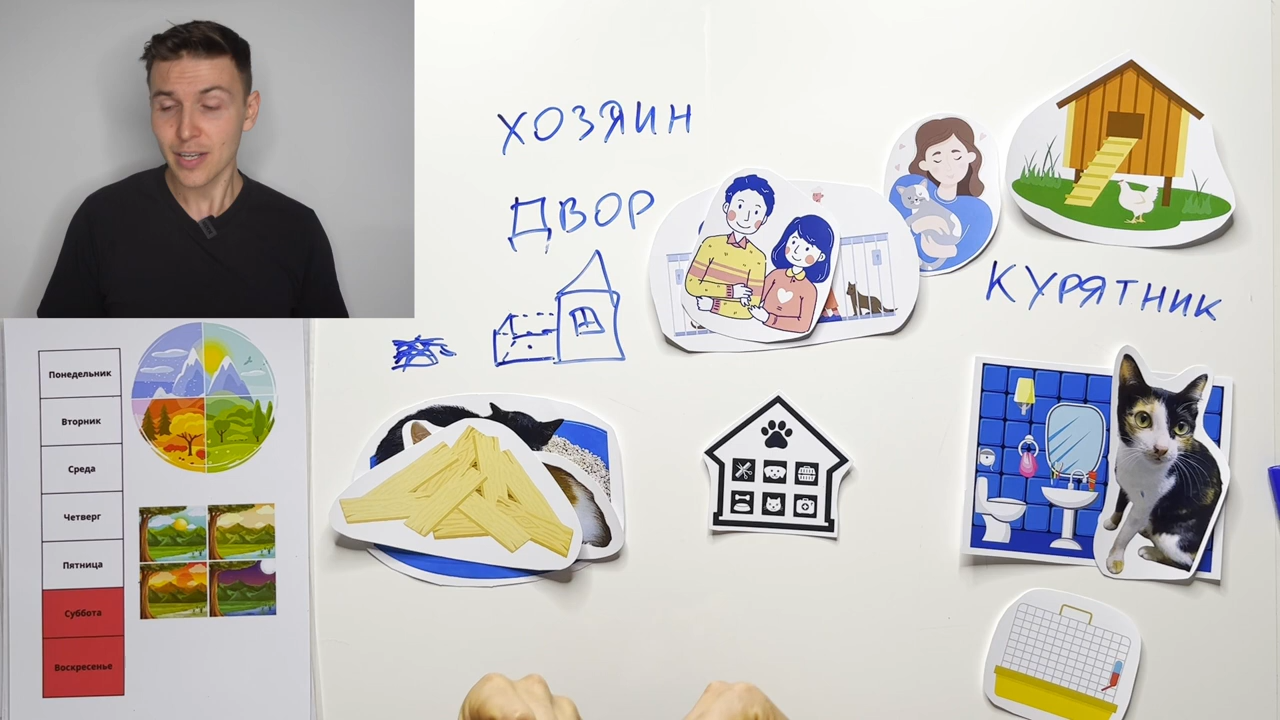 ХОЗЯИН
ДВОР
КУРЯТНИК
Понедельник
Вторник
Среда
Четверг
Пятница
Суббота
Воскресенье